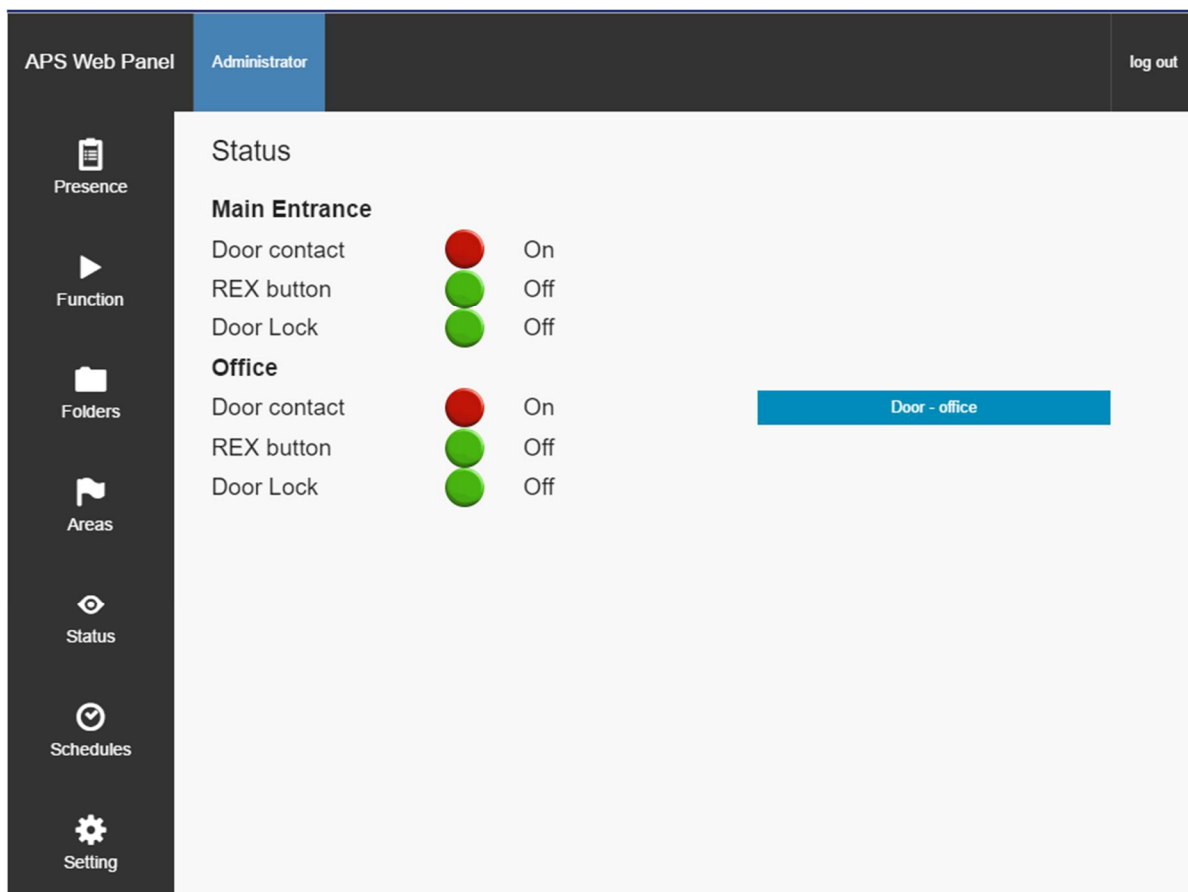 APS Web Panel
Administrator
log out
Presence
Function
Folders
Areas
Status
Schedules
Setting
Status
Main Entrance
Door contact On
REX button Off
Door Lock Off
Office
Door contact On Door - office
REX button Off
Door Lock Off